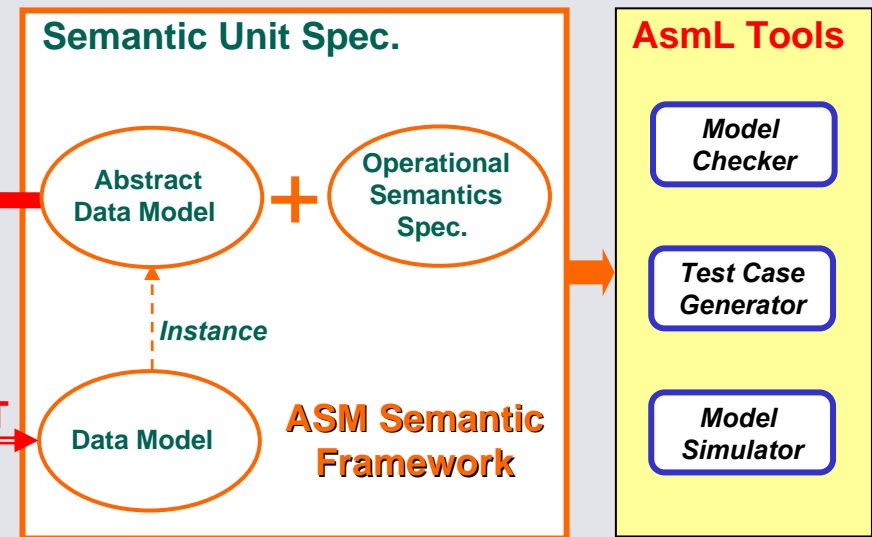 Semantic Unit Spec.
Abstract
Data Model
+
Operational
Semantics
Spec.
Instance
T
Data Model
ASM Semantic
Framework
AsmL Tools
Model
Checker
Test Case
Generator
Model
Simulator